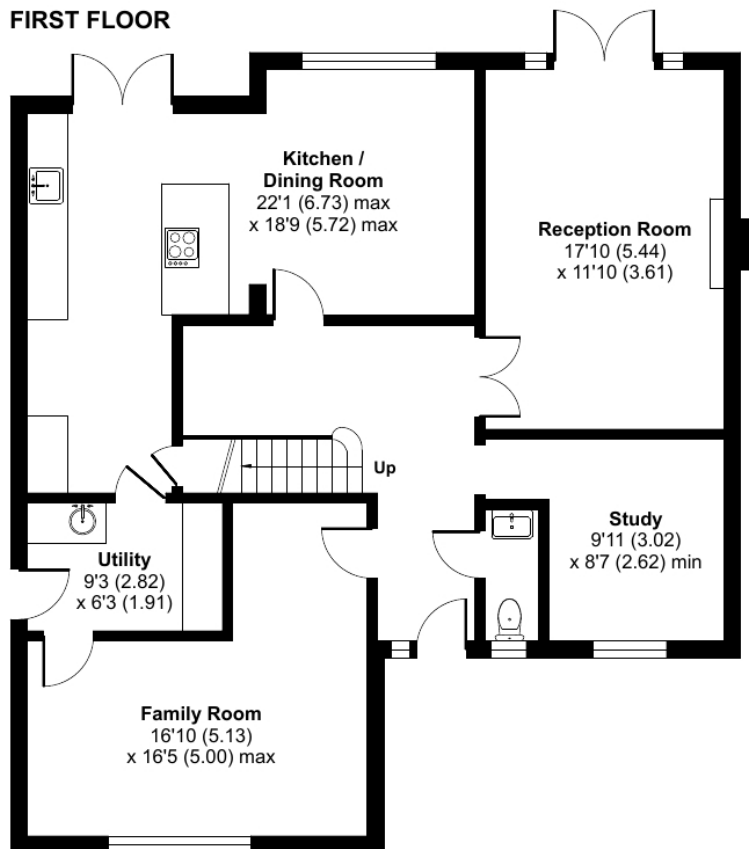 FIRST FLOOR
Kitchen /
Dining Room
22'1 (6.73) max
x 18'9 (5.72) max
Reception Room
17'10 (5.44)
x 11'10 (3.61)
Up
Study
9'11 (3.02)
x 8'7 (2.62) min
Utility
9'3 (2.82)
x 6'3 (1.91)
Family Room
16'10 (5.13)
x 16'5 (5.00) max